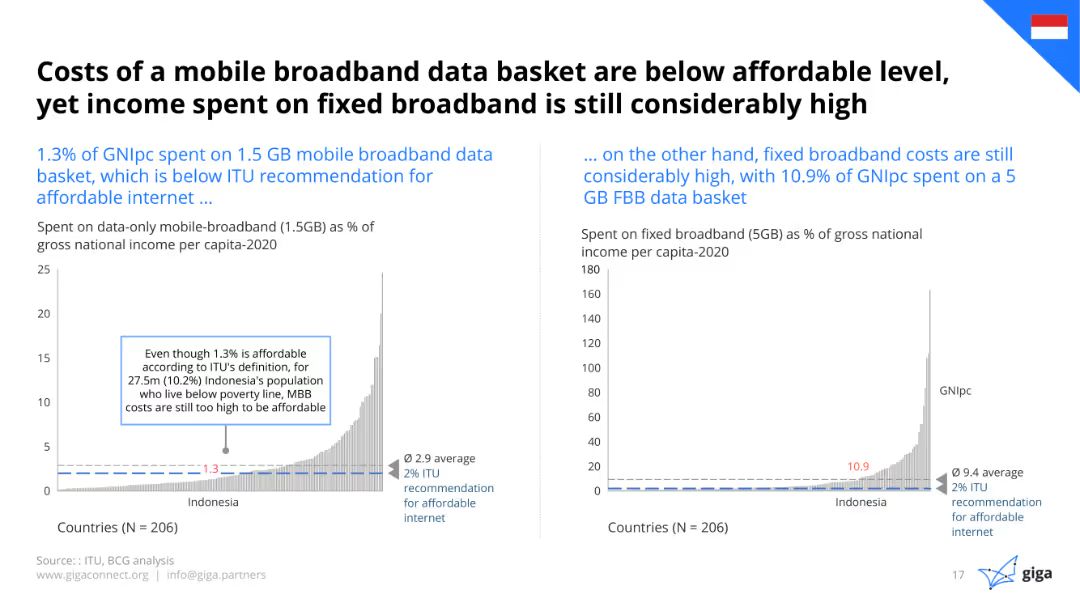 Costs of a mobile broadband data basket are below affordable level,
yet income spent on fixed broadband is still considerably high
1.3% of GNIpc spent on 1.5 GB mobile broadband data
basket, which is below ITU recommendation for
affordable internet ...
Spent on data-only mobile-broadband (1.5GB) as % of
gross national income per capita-2020
25
20
15
10
5
0
Even though 1.3% is affordable
according to ITU's definition, for
27.5m (10.2%) Indonesia's population
who live below poverty line, MBB
costs are still too high to be affordable
1.3
Indonesia
Ø 2.9 average
2% ITU
recommendation
for affordable
internet
Countries (N = 206)
... on the other hand, fixed broadband costs are still
considerably high, with 10.9% of GNIpc spent on a 5
GB FBB data basket
Spent on fixed broadband (5GB) as % of gross national
income per capita-2020
180
160
140
120
100
80
60
40
20
0
GNIpc
10.9
Indonesia
Ø 9.4 average
2% ITU
recommendation
for affordable
internet
Countries (N = 206)
Source: : ITU, BCG analysis
www.gigaconnect.org | info@giga.partners
17
giga